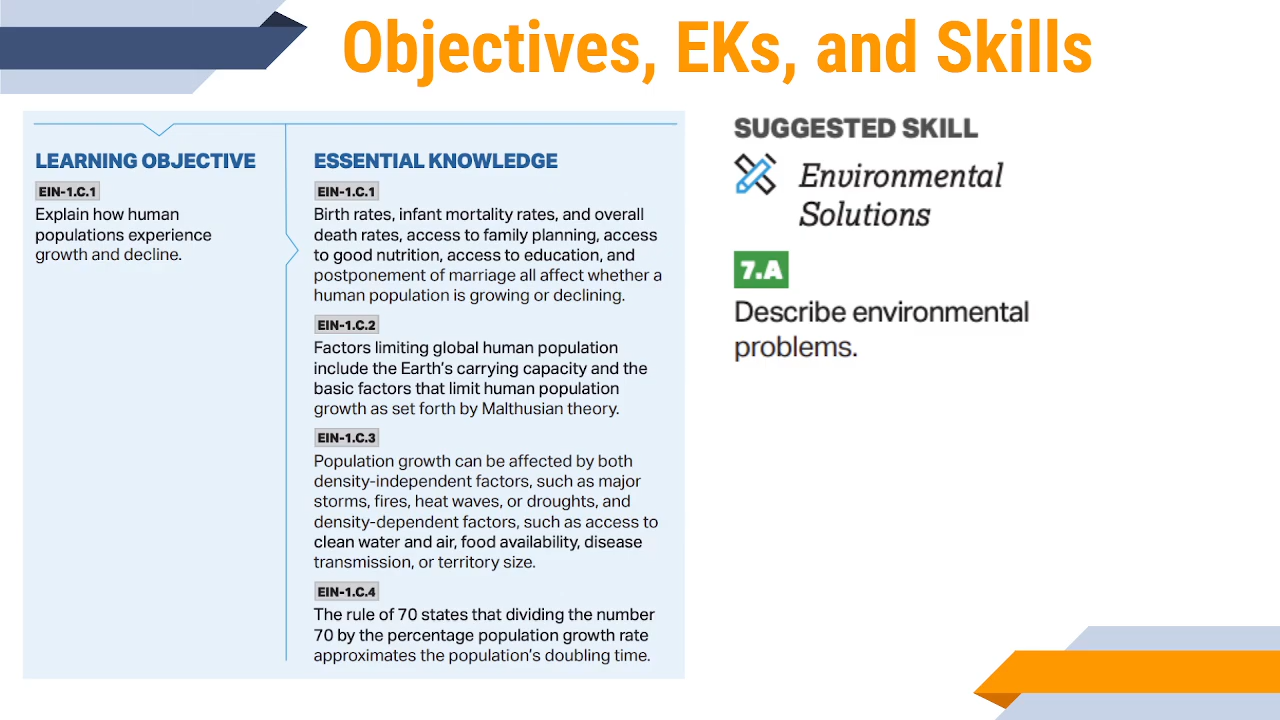 Objectives, EKs, and Skills
LEARNING OBJECTIVE
EIN-1.C.1
Explain how human
populations experience
growth and decline.
ESSENTIAL KNOWLEDGE
EIN-1.C.1
Birth rates, infant mortality rates, and overall
death rates, access to family planning, access
to good nutrition, access to education, and
postponement of marriage all affect whether a
human population is growing or declining.
EIN-1.C.2
Factors limiting global human population
include the Earth's carrying capacity and the
basic factors that limit human population
growth as set forth by Malthusian theory.
EIN-1.C.3
Population growth can be affected by both
density-independent factors, such as major
storms, fires, heat waves, or droughts, and
density-dependent factors, such as access to
clean water and air, food availability, disease
transmission, or territory size.
EIN-1.C.4
The rule of 70 states that dividing the number
70 by the percentage population growth rate
approximates the population's doubling time.
SUGGESTED SKILL
Environmental
Solutions
7.A
Describe environmental
problems.